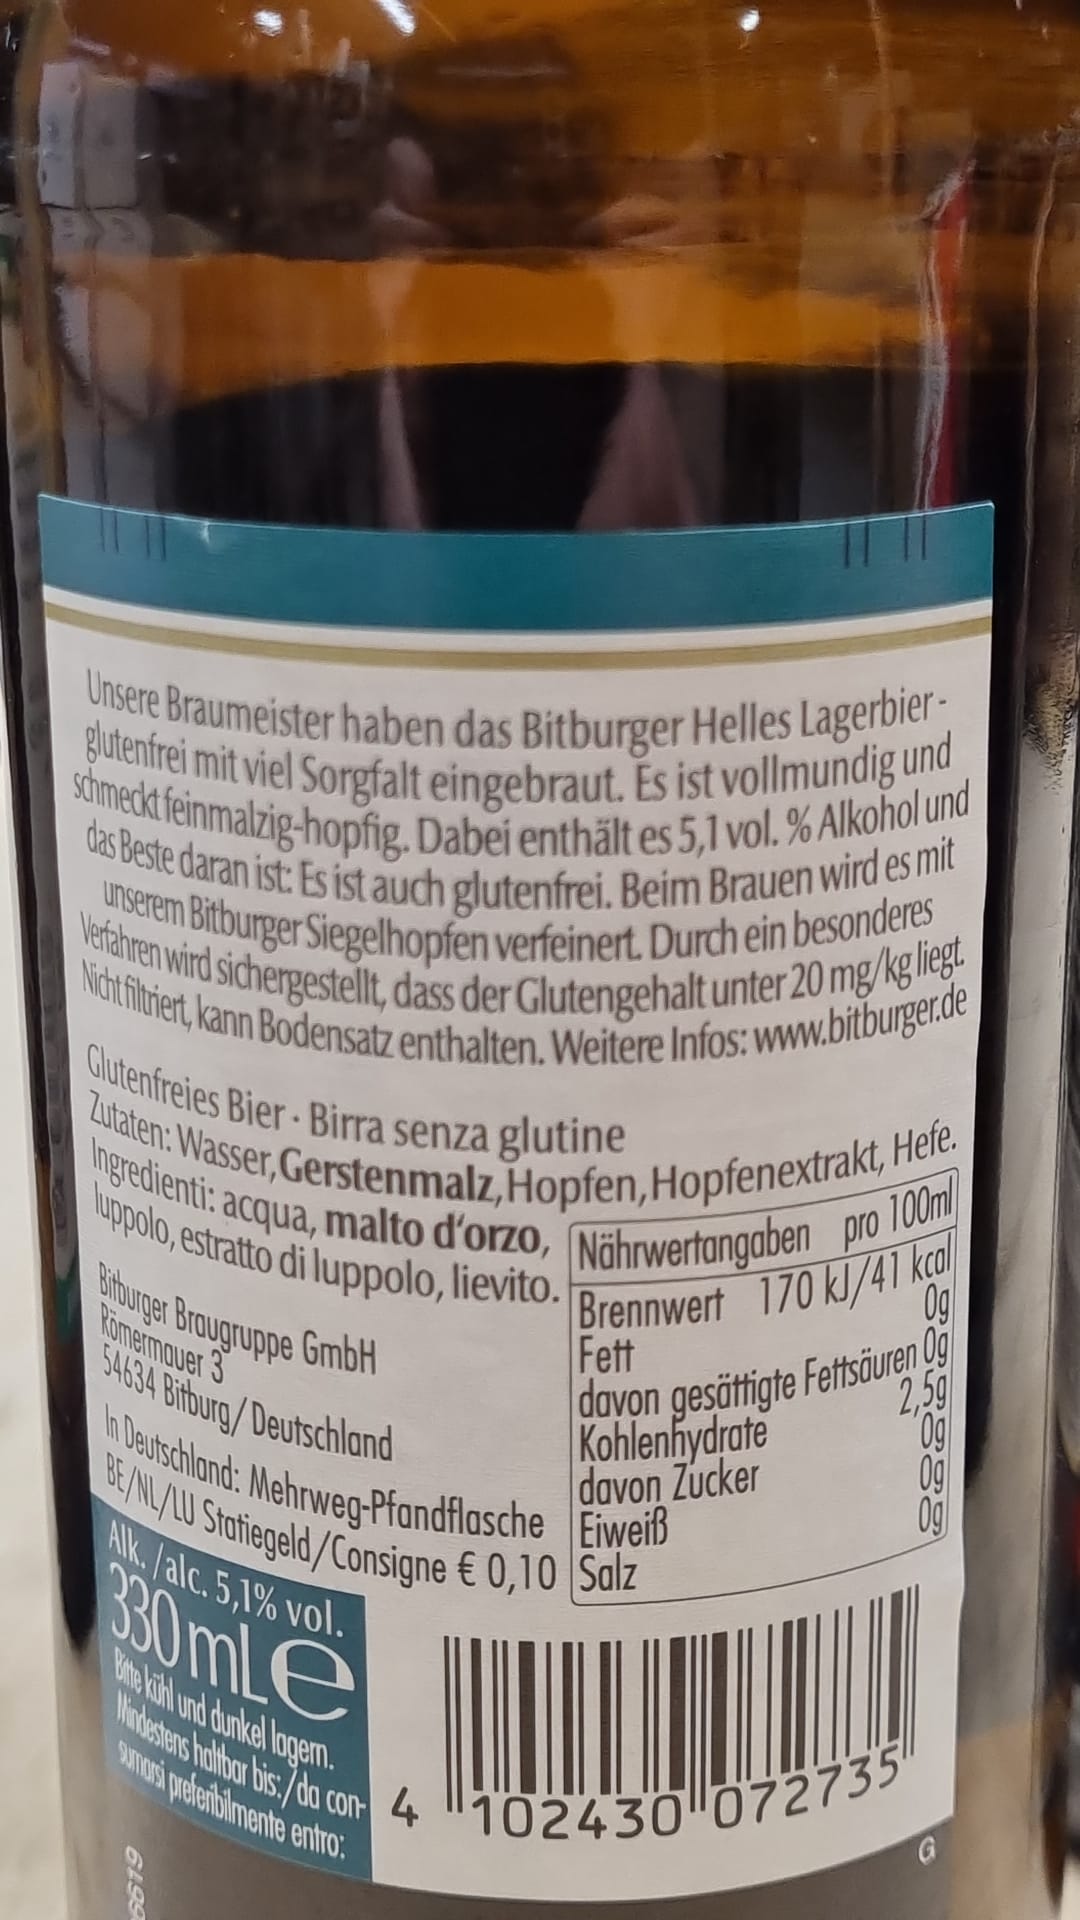 Unsere Braumeister haben das Bitburger Helles Lagerbier -
glutenfrei mit viel Sorgfalt eingebraut. Es ist vollmundig und
schmeckt feinmalzig-hopfig. Dabei enthält es 5,1 vol. % Alkohol und
das Beste daran ist: Es ist auch glutenfrei. Beim Brauen wird es mit
unserem Bitburger Siegelhopfen verfeinert. Durch ein besonderes
Verfahren wird sichergestellt, dass der Glutengehalt unter 20 mg/kg liegt.
Nicht filtriert, kann Bodensatz enthalten. Weitere Infos: www.bitburger.de
Glutenfreies Bier · Birra senza glutine
Zutaten: Wasser, Gerstenmalz, Hopfen, Hopfenextrakt, Hefe.
Ingredienti: acqua, malto d'orzo,
luppolo, estratto di luppolo, lievito.
Bitburger Braugruppe GmbH
Römermauer 3
54634 Bitburg/Deutschland
In Deutschland: Mehrweg-Pfandflasche
BE/NL/LU Statiegeld/Consigne € 0,10
Nährwertangaben pro 100ml
Brennwert 170 kJ/41 kcal
Fett 0g
davon gesättigte Fettsäuren 0g
Kohlenhydrate 2,5g
davon Zucker 0g
Eiweiß 0g
Salz 0g
Alk. /alc. 5,1% vol.
330 mL e
Bitte kühl und dunkel lagern.
Mindestens haltbar bis:/da con-
sumarsi preferibilmente entro:
4 102430 072735
G